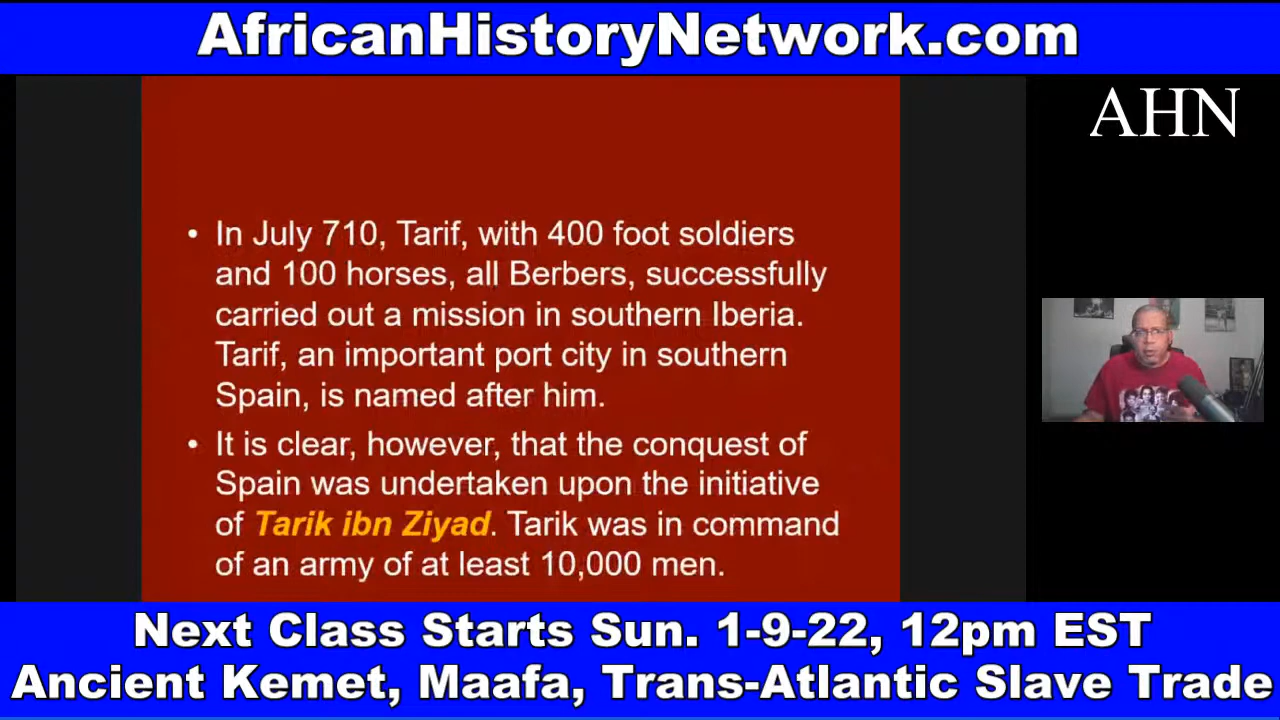 AfricanHistoryNetwork.com
AHN
• In July 710, Tarif, with 400 foot soldiers
and 100 horses, all Berbers, successfully
carried out a mission in southern Iberia.
Tarif, an important port city in southern
Spain, is named after him.
• It is clear, however, that the conquest of
Spain was undertaken upon the initiative
of Tarik ibn Ziyad. Tarik was in command
of an army of at least 10,000 men.
Next Class Starts Sun. 1-9-22, 12pm EST
Ancient Kemet, Maafa, Trans-Atlantic Slave Trade